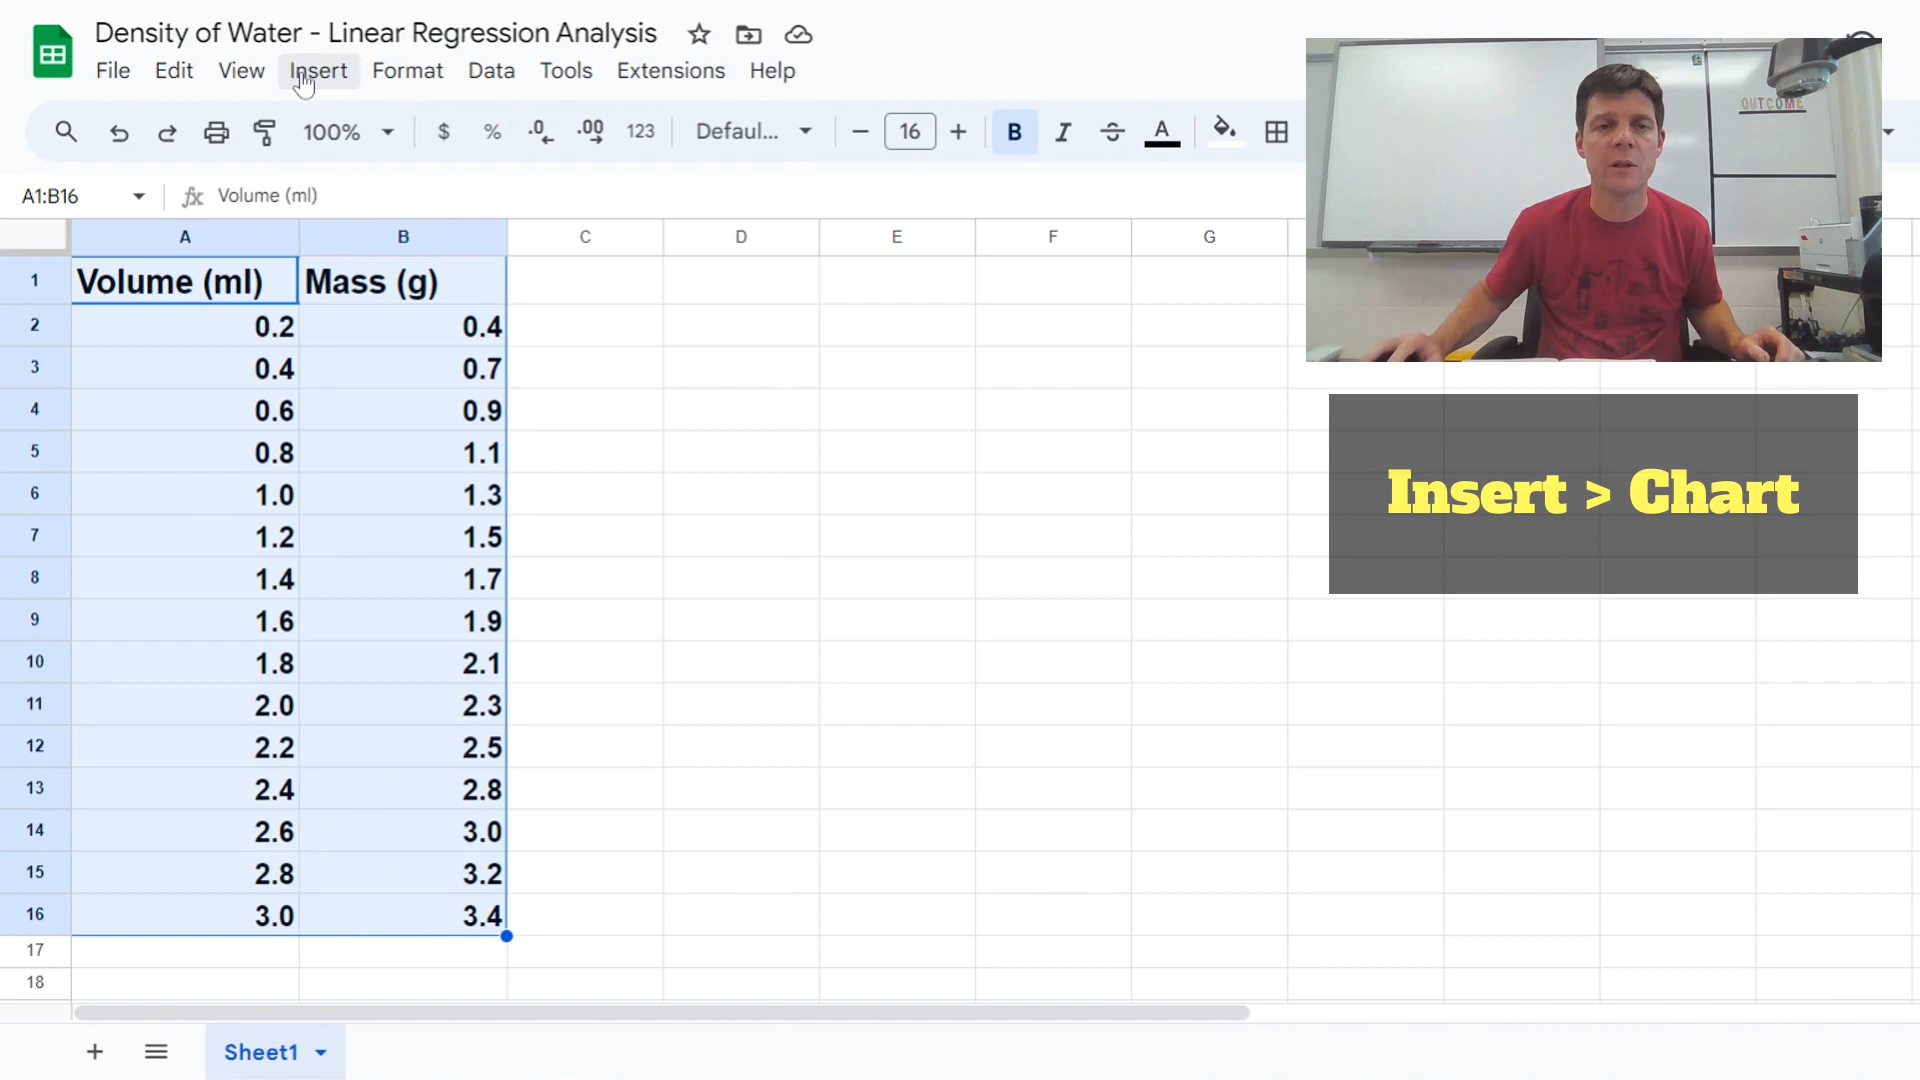 Density of Water - Linear Regression Analysis
File Edit View Insert Format Data Tools Extensions Help
100% $ % .0 .00 123 Defaul... − 16 + B I S A
A1:B16 fx Volume (ml)
A B C D E F G
1 Volume (ml) Mass (g)
2 0.2 0.4
3 0.4 0.7
4 0.6 0.9
5 0.8 1.1
6 1.0 1.3
7 1.2 1.5
8 1.4 1.7
9 1.6 1.9
10 1.8 2.1
11 2.0 2.3
12 2.2 2.5
13 2.4 2.8
14 2.6 3.0
15 2.8 3.2
16 3.0 3.4
17
18
OUTCOME
Insert > Chart
+ Sheet1